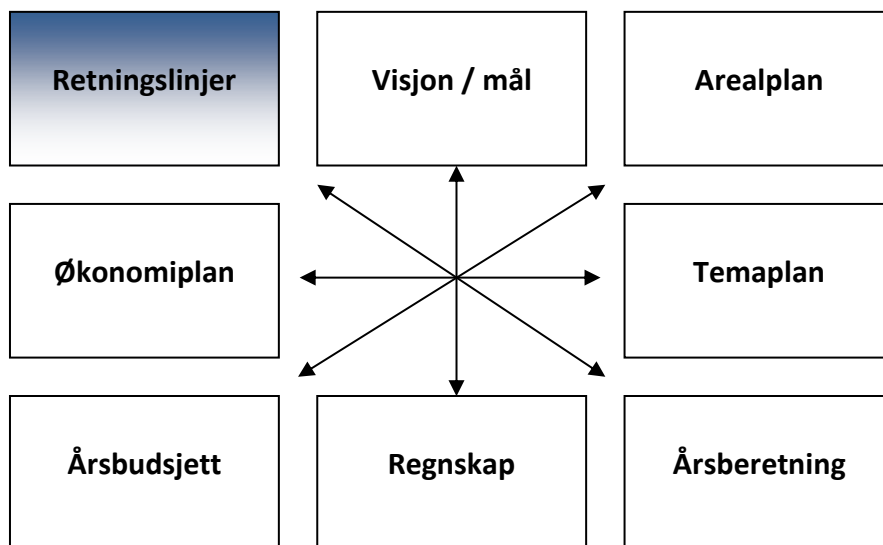 Retningslinjer
Visjon / mål
Arealplan
Økonomiplan
Temaplan
Årsbudsjett
Regnskap
Årsberetning